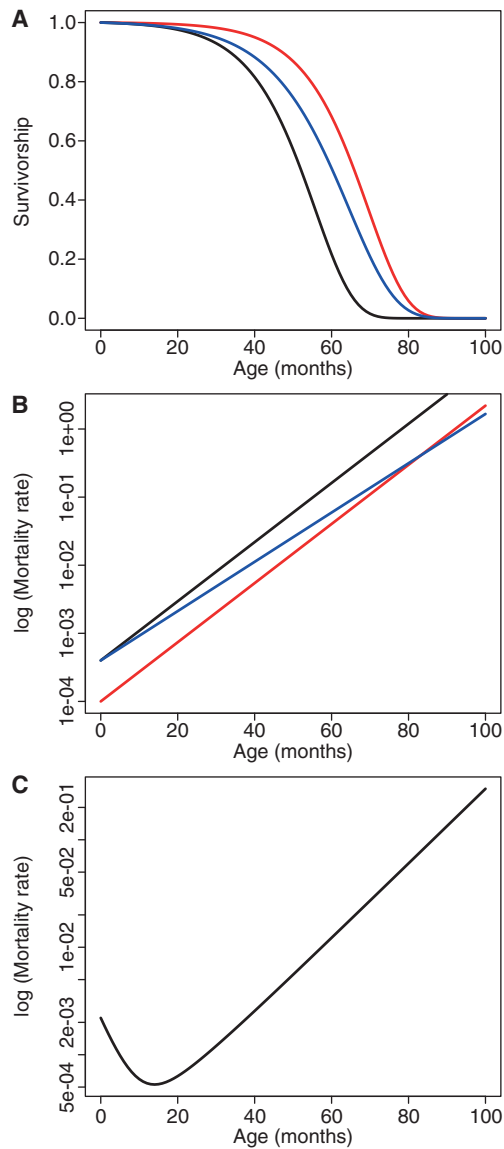 A
Survivorship
1.0
0.8
0.6
0.4
0.2
0.0
0 20 40 60 80 100
Age (months)
B
log (Mortality rate)
1e+00
1e-01
1e-02
1e-03
1e-04
0 20 40 60 80 100
Age (months)
C
log (Mortality rate)
2e-01
5e-02
1e-02
2e-03
5e-04
0 20 40 60 80 100
Age (months)